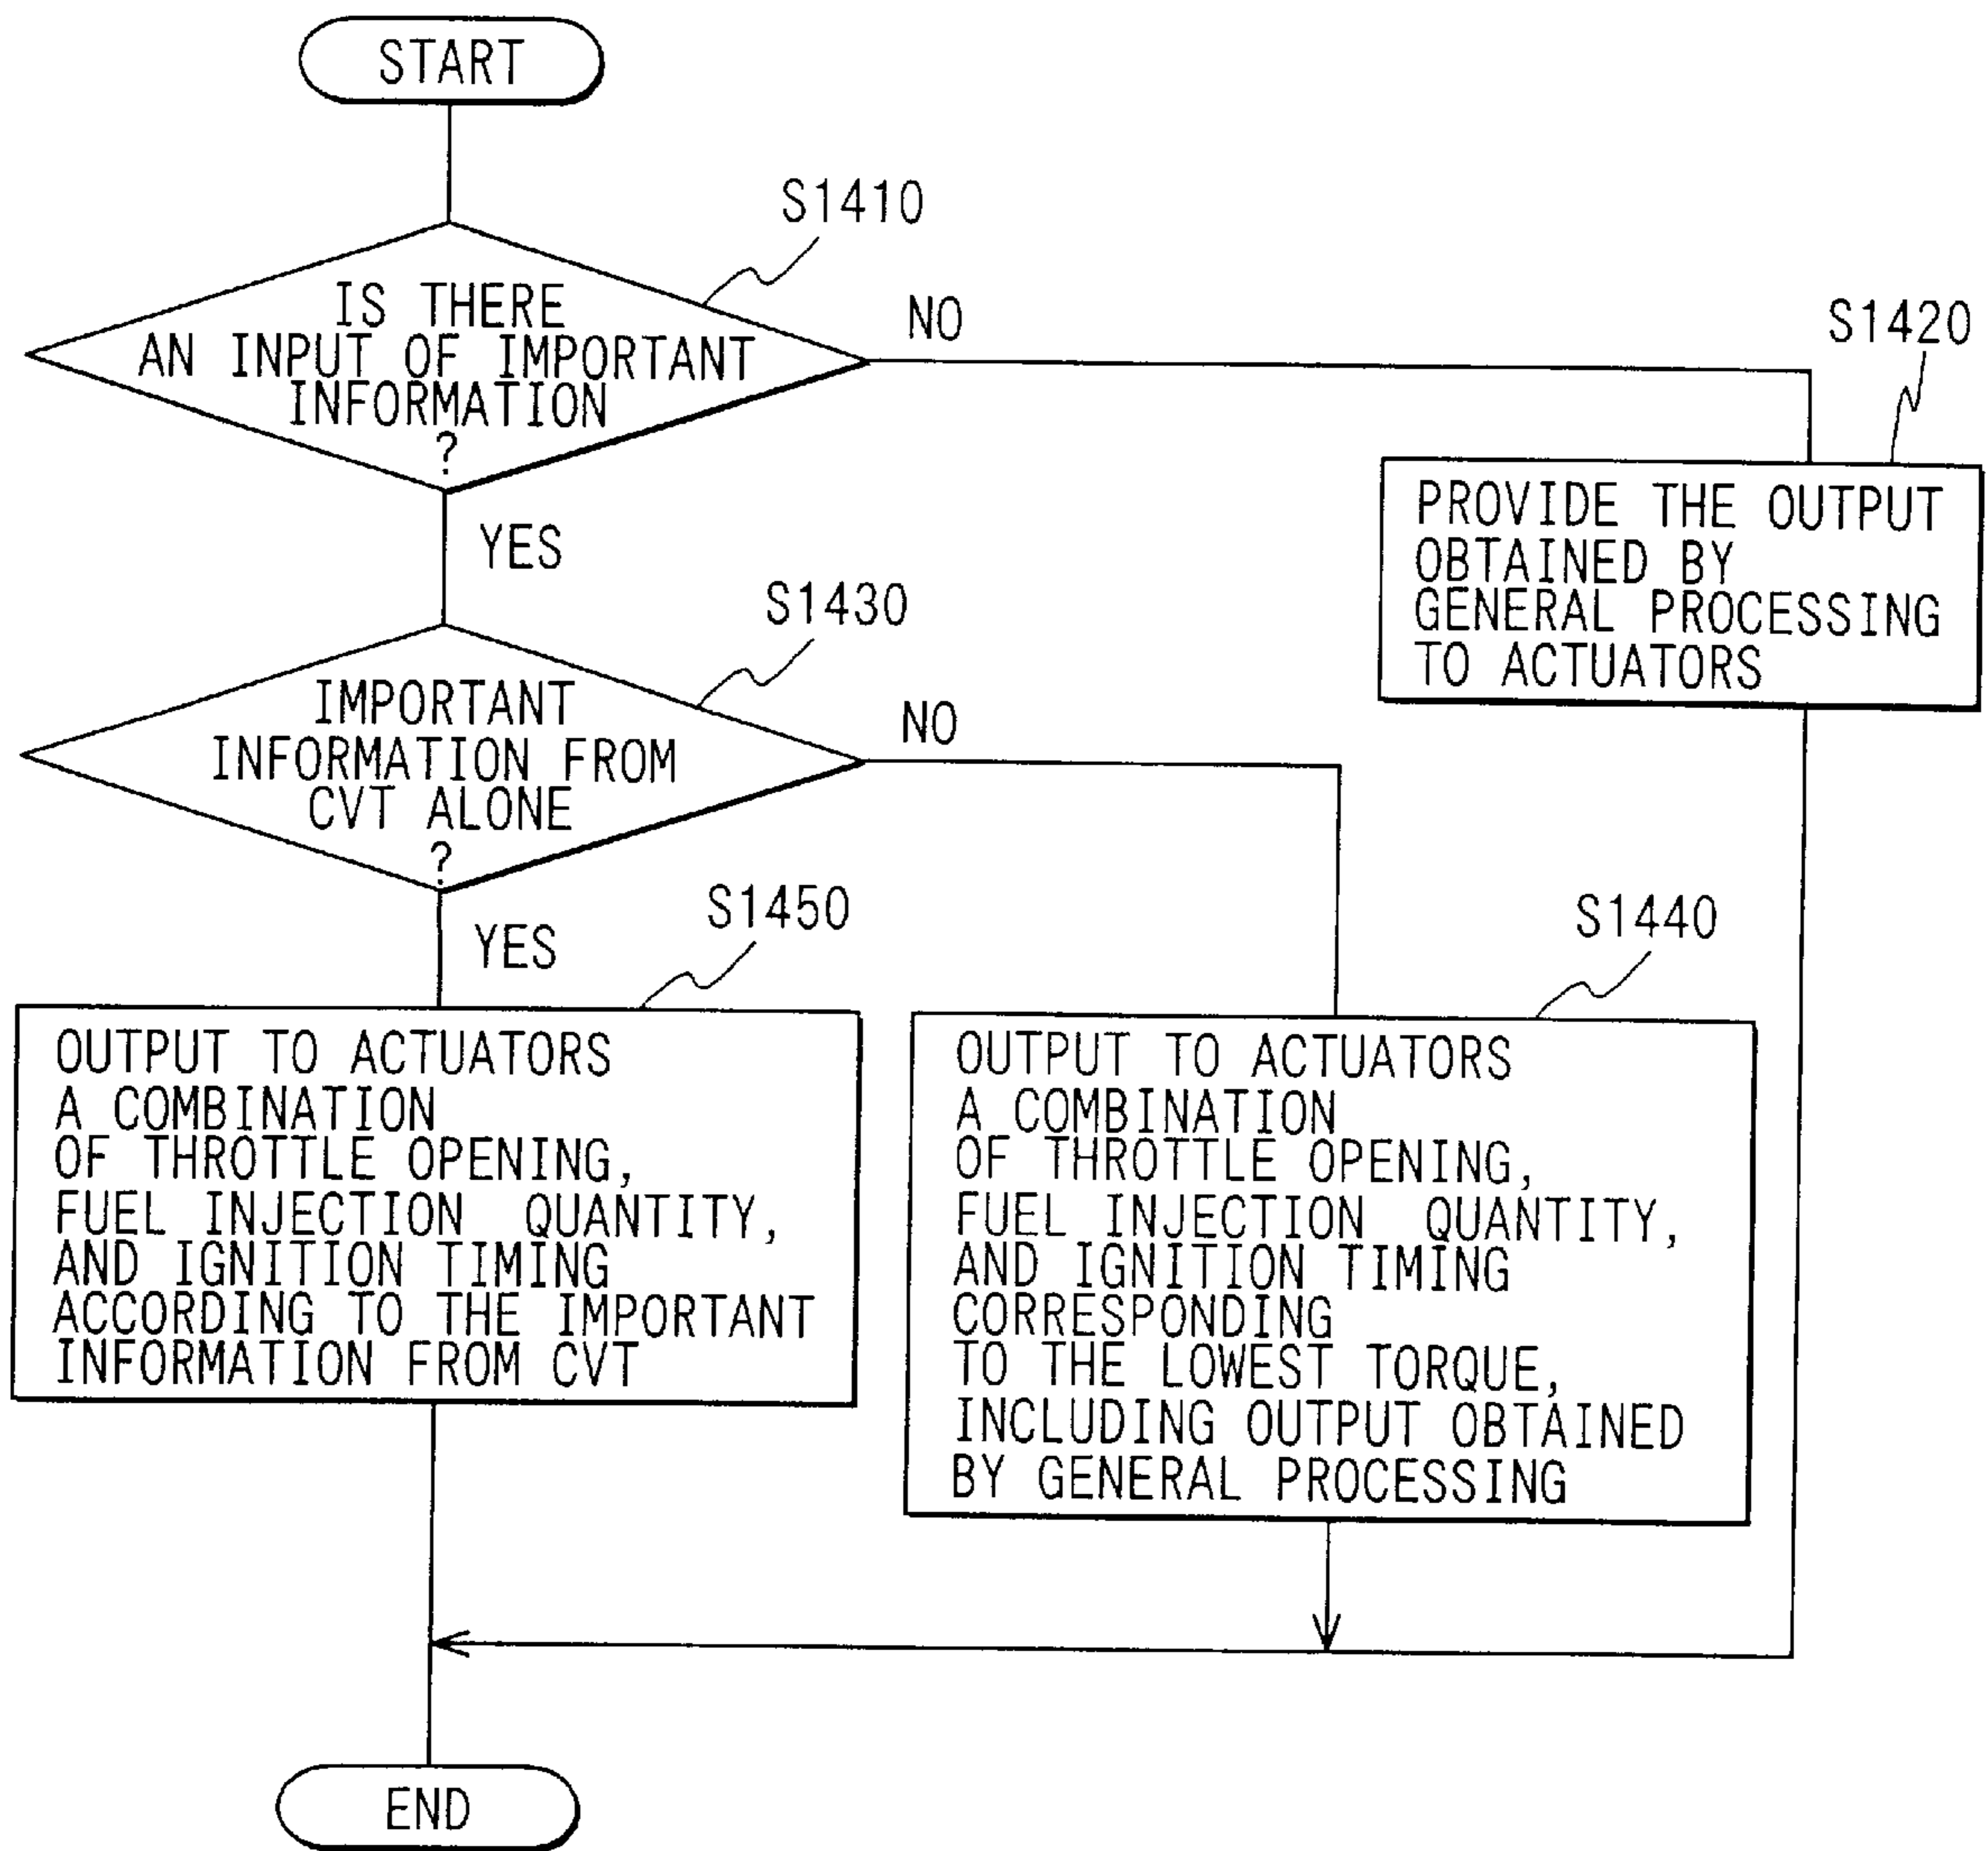 START
S1410
IS THERE
AN INPUT OF IMPORTANT
INFORMATION
?
NO
S1420
PROVIDE THE OUTPUT
OBTAINED BY
GENERAL PROCESSING
TO ACTUATORS
YES
S1430
IMPORTANT
INFORMATION FROM
CVT ALONE
?
NO
YES
S1450
OUTPUT TO ACTUATORS
A COMBINATION
OF THROTTLE OPENING,
FUEL INJECTION QUANTITY,
AND IGNITION TIMING
ACCORDING TO THE IMPORTANT
INFORMATION FROM CVT
S1440
OUTPUT TO ACTUATORS
A COMBINATION
OF THROTTLE OPENING,
FUEL INJECTION QUANTITY,
AND IGNITION TIMING
CORRESPONDING
TO THE LOWEST TORQUE,
INCLUDING OUTPUT OBTAINED
BY GENERAL PROCESSING
END